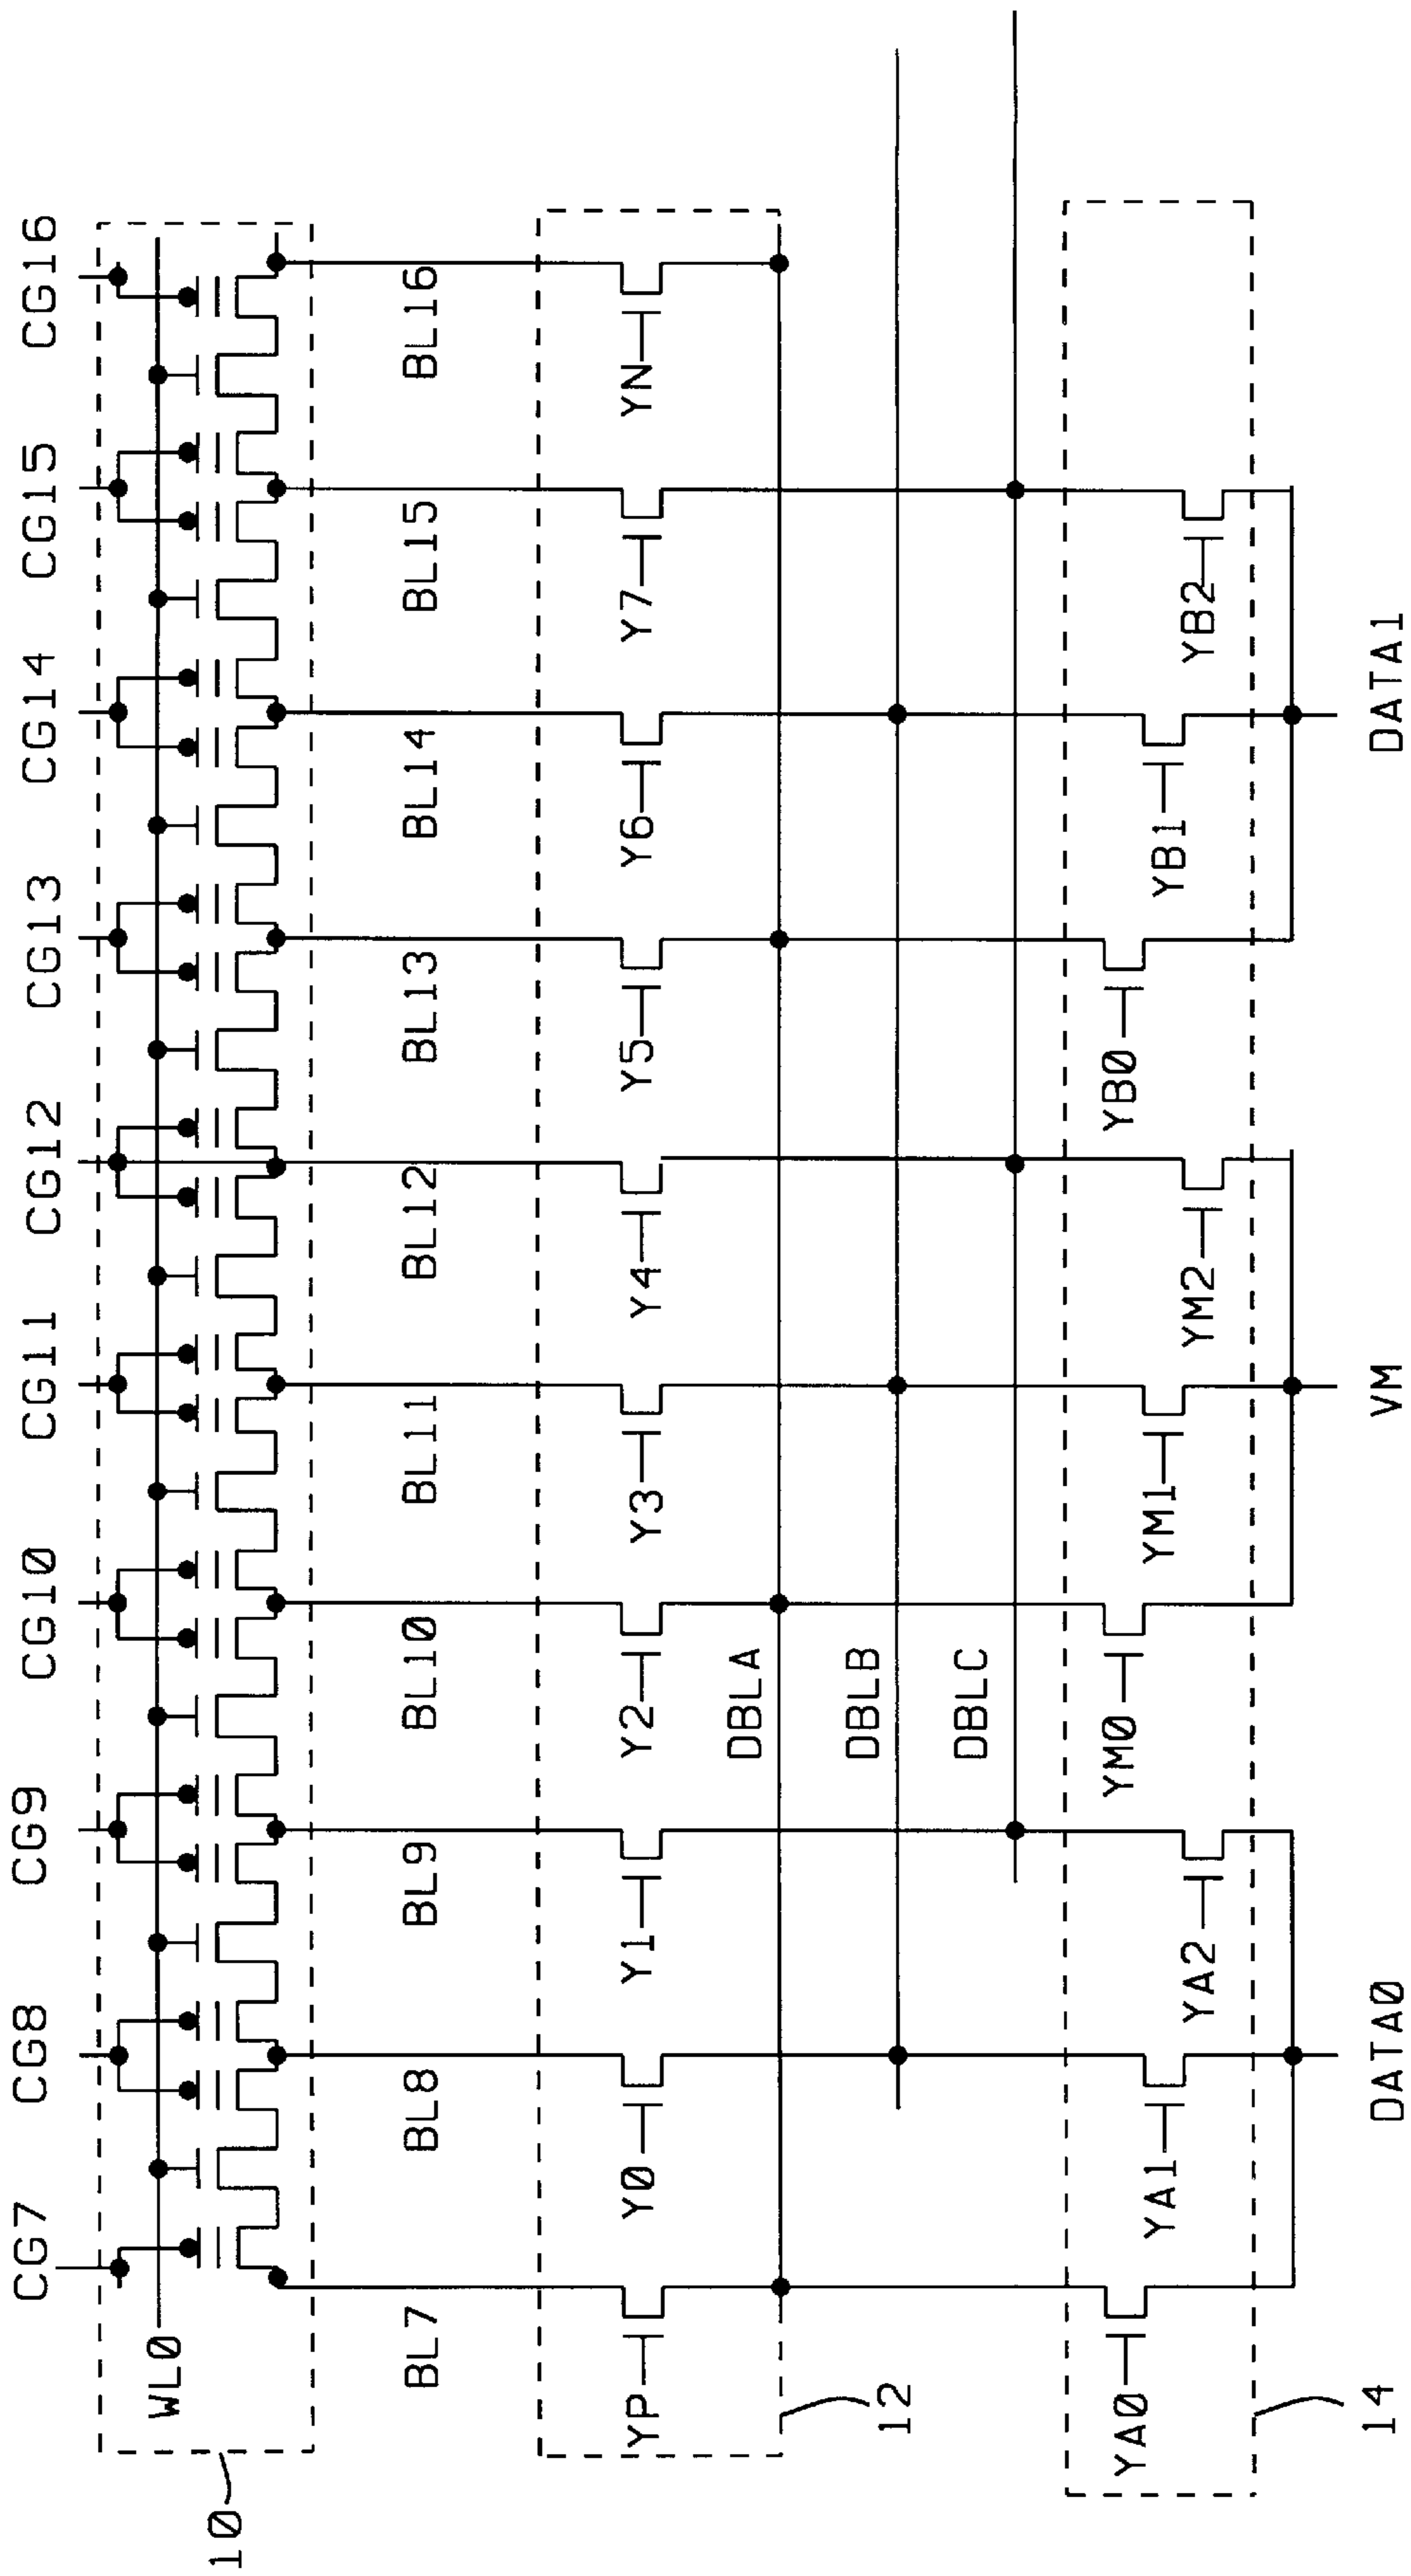 CG7 CG8 CG9 CG10 CG11 CG12 CG13 CG14 CG15 CG16
WL0
10
BL7 BL8 BL9 BL10 BL11 BL12 BL13 BL14 BL15 BL16
YP Y0 Y1 Y2 Y3 Y4 Y5 Y6 Y7 YN
DBLA
DBLB
12
DBLC
YA0 YM0 YB0
YA1 YM1 YB1
YA2 YM2 YB2
14
DATA0 VM DATA1